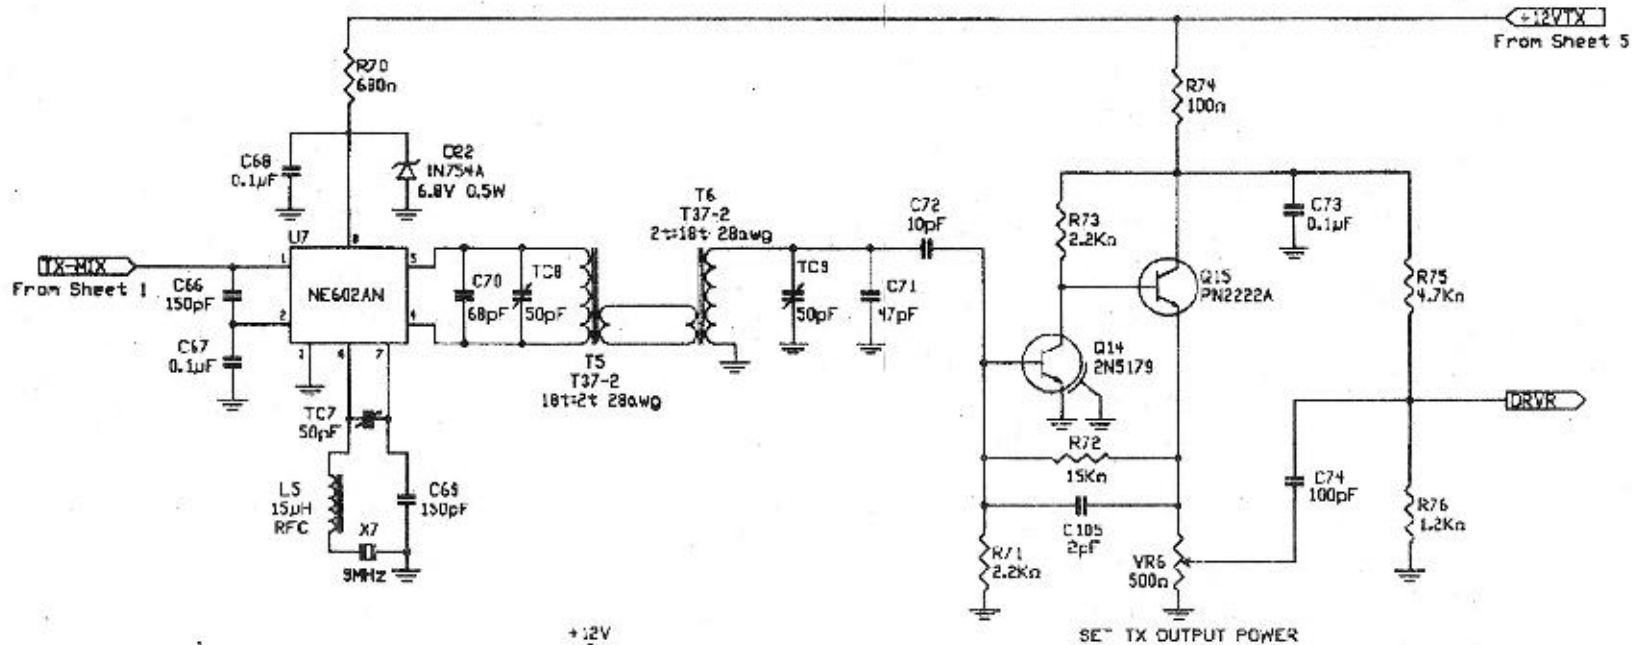 +12VTX
From Sheet 5
R70
680Ω
R74
100Ω
C68
0.1µF
D22
1N754A
6.8V 0.5W
T6
T37-2
2t:18t 28awg
C72
10pF
R73
2.2KΩ
C73
0.1µF
U7
8
TX-MIX
From Sheet 1
1
5
C66
150pF
NE602AN
C70
68pF
TC8
50pF
TC9
50pF
C71
47pF
Q15
PN2222A
R75
4.7KΩ
2
4
C67
0.1µF
3
6
7
T5
T37-2
18t:2t 28awg
Q14
2N5179
DRVR
TC7
50pF
R72
15KΩ
C74
100pF
L5
15µH
RFC
C69
150pF
X7
9MHz
C105
2pF
R76
1.2KΩ
R71
2.2KΩ
VR6
500Ω
+12V
SET TX OUTPUT POWER